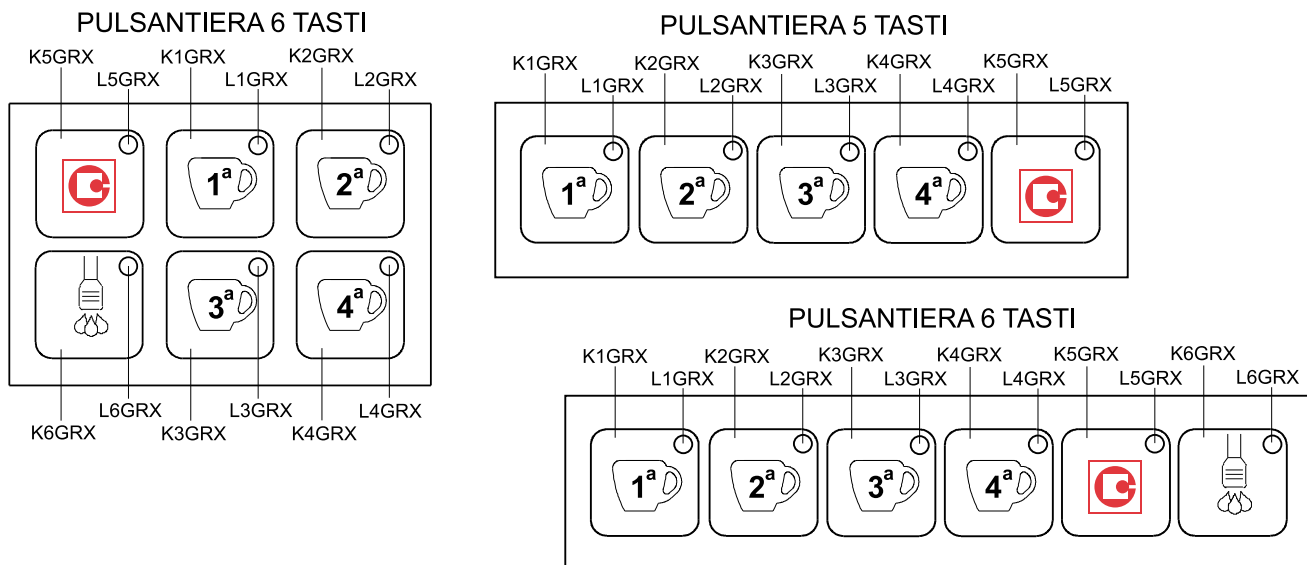 PULSANTIERA 6 TASTI
K5GRX K1GRX K2GRX
L5GRX L1GRX L2GRX
1ª 2ª
3ª 4ª
L6GRX L3GRX L4GRX
K6GRX K3GRX K4GRX
PULSANTIERA 5 TASTI
K1GRX K2GRX K3GRX K4GRX K5GRX
L1GRX L2GRX L3GRX L4GRX L5GRX
1ª 2ª 3ª 4ª
PULSANTIERA 6 TASTI
K1GRX K2GRX K3GRX K4GRX K5GRX K6GRX
L1GRX L2GRX L3GRX L4GRX L5GRX L6GRX
1ª 2ª 3ª 4ª